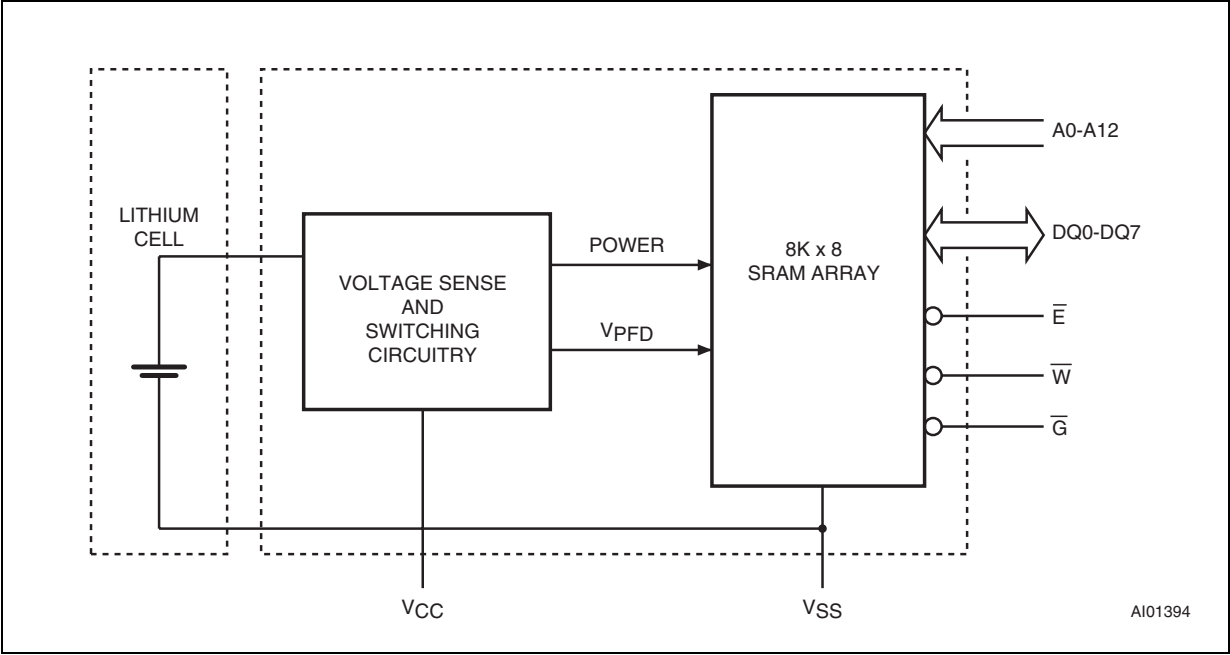 LITHIUM
CELL
VOLTAGE SENSE
AND
SWITCHING
CIRCUITRY
POWER
VPFD
8K x 8
SRAM ARRAY
A0-A12
DQ0-DQ7
E̅
W̅
G̅
VCC
VSS
AI01394